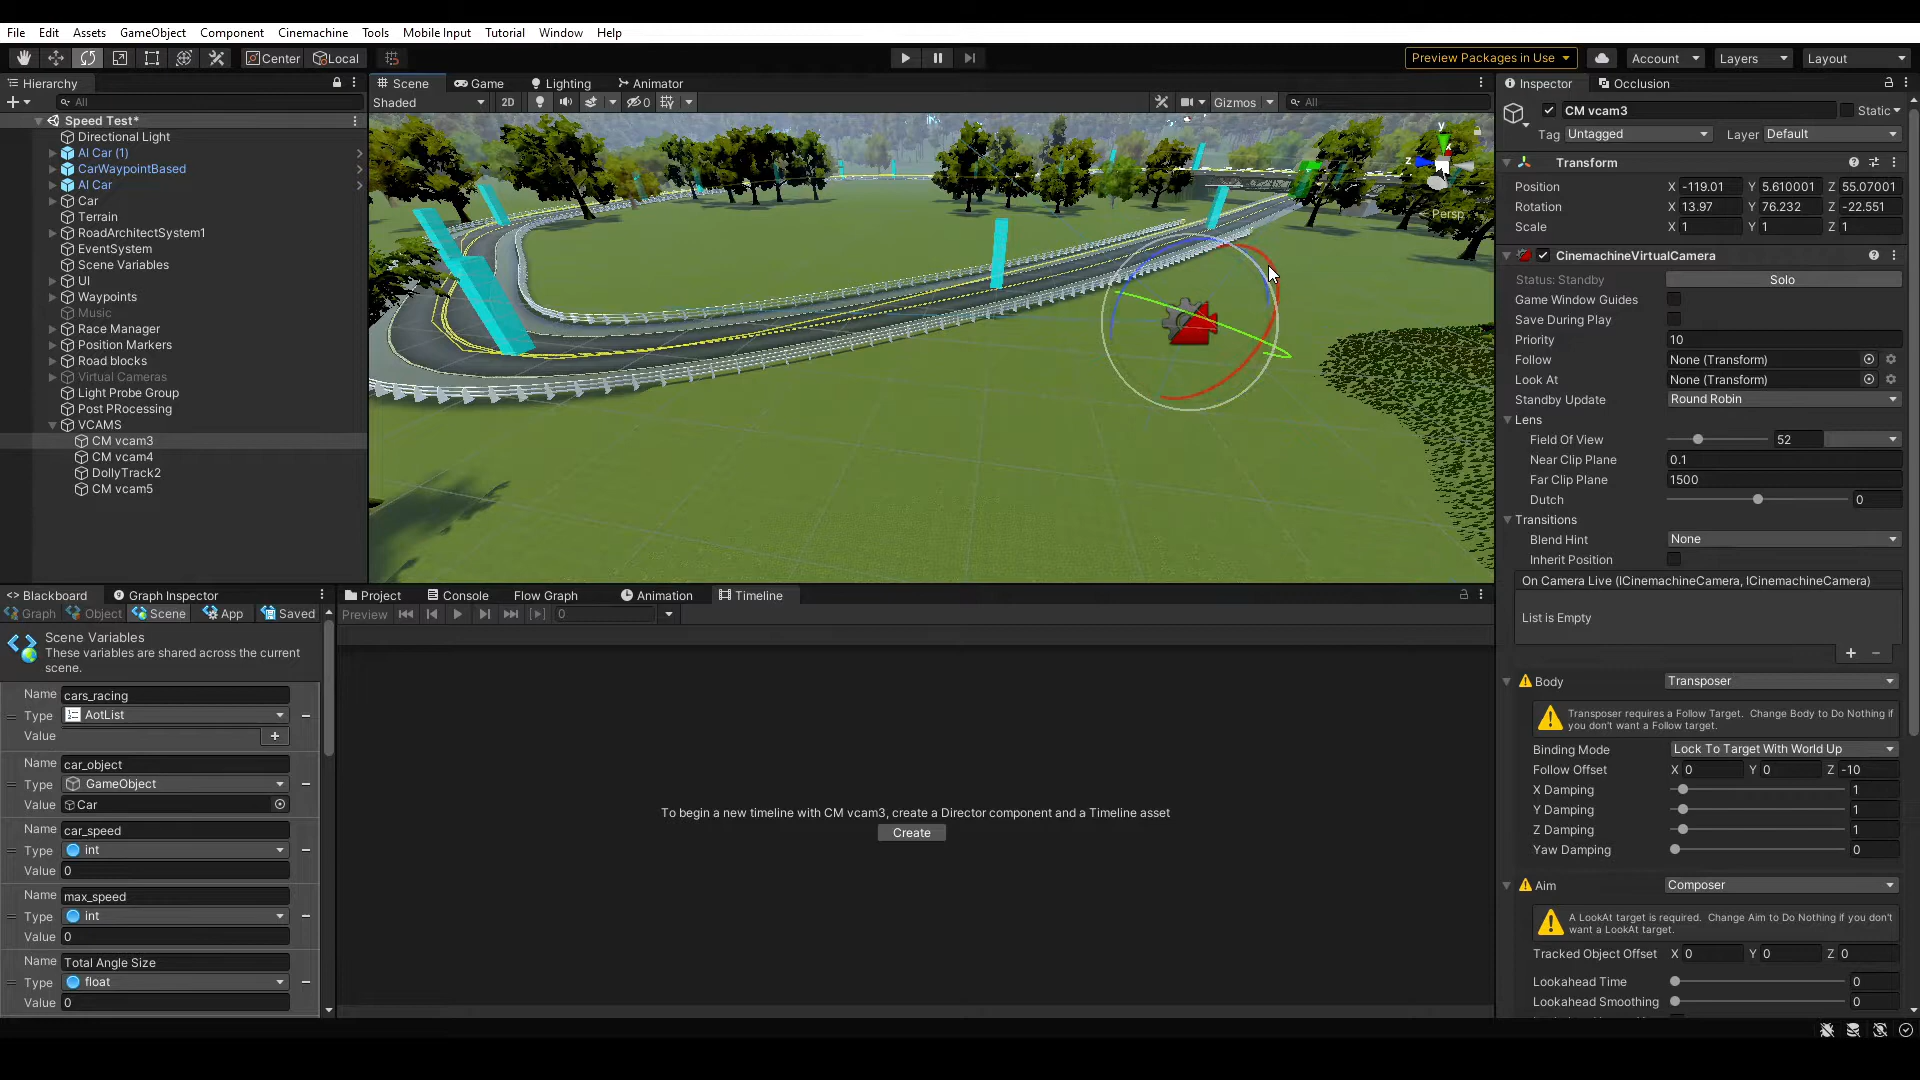 File Edit Assets GameObject Component Cinemachine Tools Mobile Input Tutorial Window Help
Center Local Preview Packages in Use Account Layers Layout
Hierarchy
All
Speed Test*
Directional Light
AI Car (1)
CarWaypointBased
AI Car
Car
Terrain
RoadArchitectSystem1
EventSystem
Scene Variables
UI
Waypoints
Music
Race Manager
Position Markers
Road blocks
Virtual Cameras
Light Probe Group
Post PRocessing
VCAMS
CM vcam3
CM vcam4
DollyTrack2
CM vcam5
Scene Game Lighting Animator
Shaded 2D 0 Gizmos All
y
x
z
Persp
Inspector Occlusion
CM vcam3 Static
Tag Untagged Layer Default
Transform
Position X -119.01 Y 5.610001 Z 55.07001
Rotation X 13.97 Y 76.232 Z -22.551
Scale X 1 Y 1 Z 1
CinemachineVirtualCamera
Status: Standby Solo
Game Window Guides
Save During Play
Priority 10
Follow None (Transform)
Look At None (Transform)
Standby Update Round Robin
Lens
Field Of View 52
Near Clip Plane 0.1
Far Clip Plane 1500
Dutch 0
Transitions
Blend Hint None
Inherit Position
On Camera Live (ICinemachineCamera, ICinemachineCamera)
List is Empty
Body Transposer
Transposer requires a Follow Target. Change Body to Do Nothing if
you don't want a Follow target.
Binding Mode Lock To Target With World Up
Follow Offset X 0 Y 0 Z -10
X Damping 1
Y Damping 1
Z Damping 1
Yaw Damping 0
Aim Composer
A LookAt target is required. Change Aim to Do Nothing if you don't
want a LookAt target.
Tracked Object Offset X 0 Y 0 Z 0
Lookahead Time 0
Lookahead Smoothing 0
Blackboard Graph Inspector
Graph Object Scene App Saved
Scene Variables
These variables are shared across the current
scene.
Name cars_racing
Type AotList
Value
Name car_object
Type GameObject
Value Car
Name car_speed
Type int
Value 0
Name max_speed
Type int
Value 0
Name Total Angle Size
Type float
Value 0
Project Console Flow Graph Animation Timeline
Preview 0
To begin a new timeline with CM vcam3, create a Director component and a Timeline asset
Create